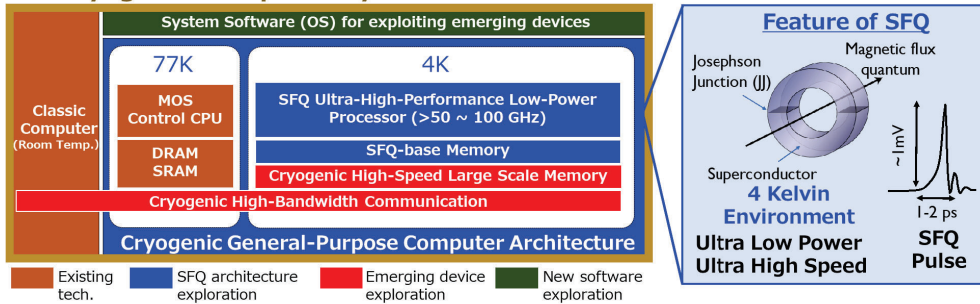 System Software (OS) for exploiting emerging devices
Classic
Computer
(Room Temp.)
77K
MOS
Control CPU
DRAM
SRAM
4K
SFQ Ultra-High-Performance Low-Power
Processor (>50 ~ 100 GHz)
SFQ-base Memory
Cryogenic High-Speed Large Scale Memory
Cryogenic High-Bandwidth Communication
Cryogenic General-Purpose Computer Architecture
Existing
tech.
SFQ architecture
exploration
Emerging device
exploration
New software
exploration
Feature of SFQ
Josephson
Junction (JJ)
Magnetic flux
quantum
Superconductor
4 Kelvin
Environment
Ultra Low Power
Ultra High Speed
~1mV
1-2 ps
SFQ
Pulse